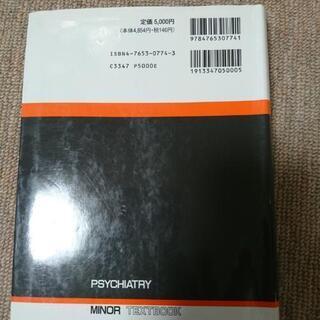 定価 5,000円
(本体4,854円・税146円)
ISBN4-7653-0774-3
C3347 P5000E
9784765307741
1913347050005
PSYCHIATRY
MINOR TEXTBOOK